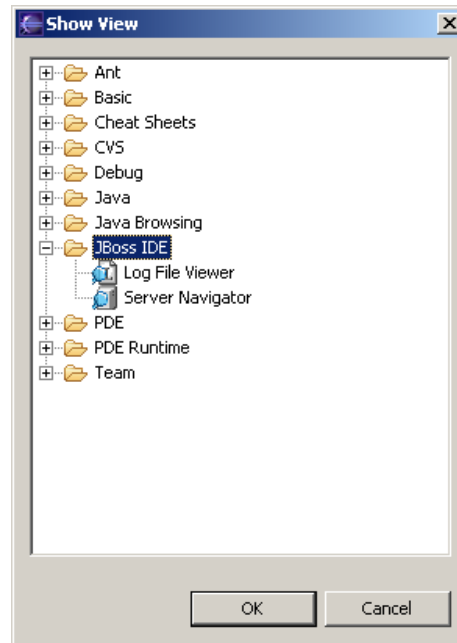 Show View
Ant
Basic
Cheat Sheets
CVS
Debug
Java
Java Browsing
JBoss IDE
Log File Viewer
Server Navigator
PDE
PDE Runtime
Team
OK
Cancel